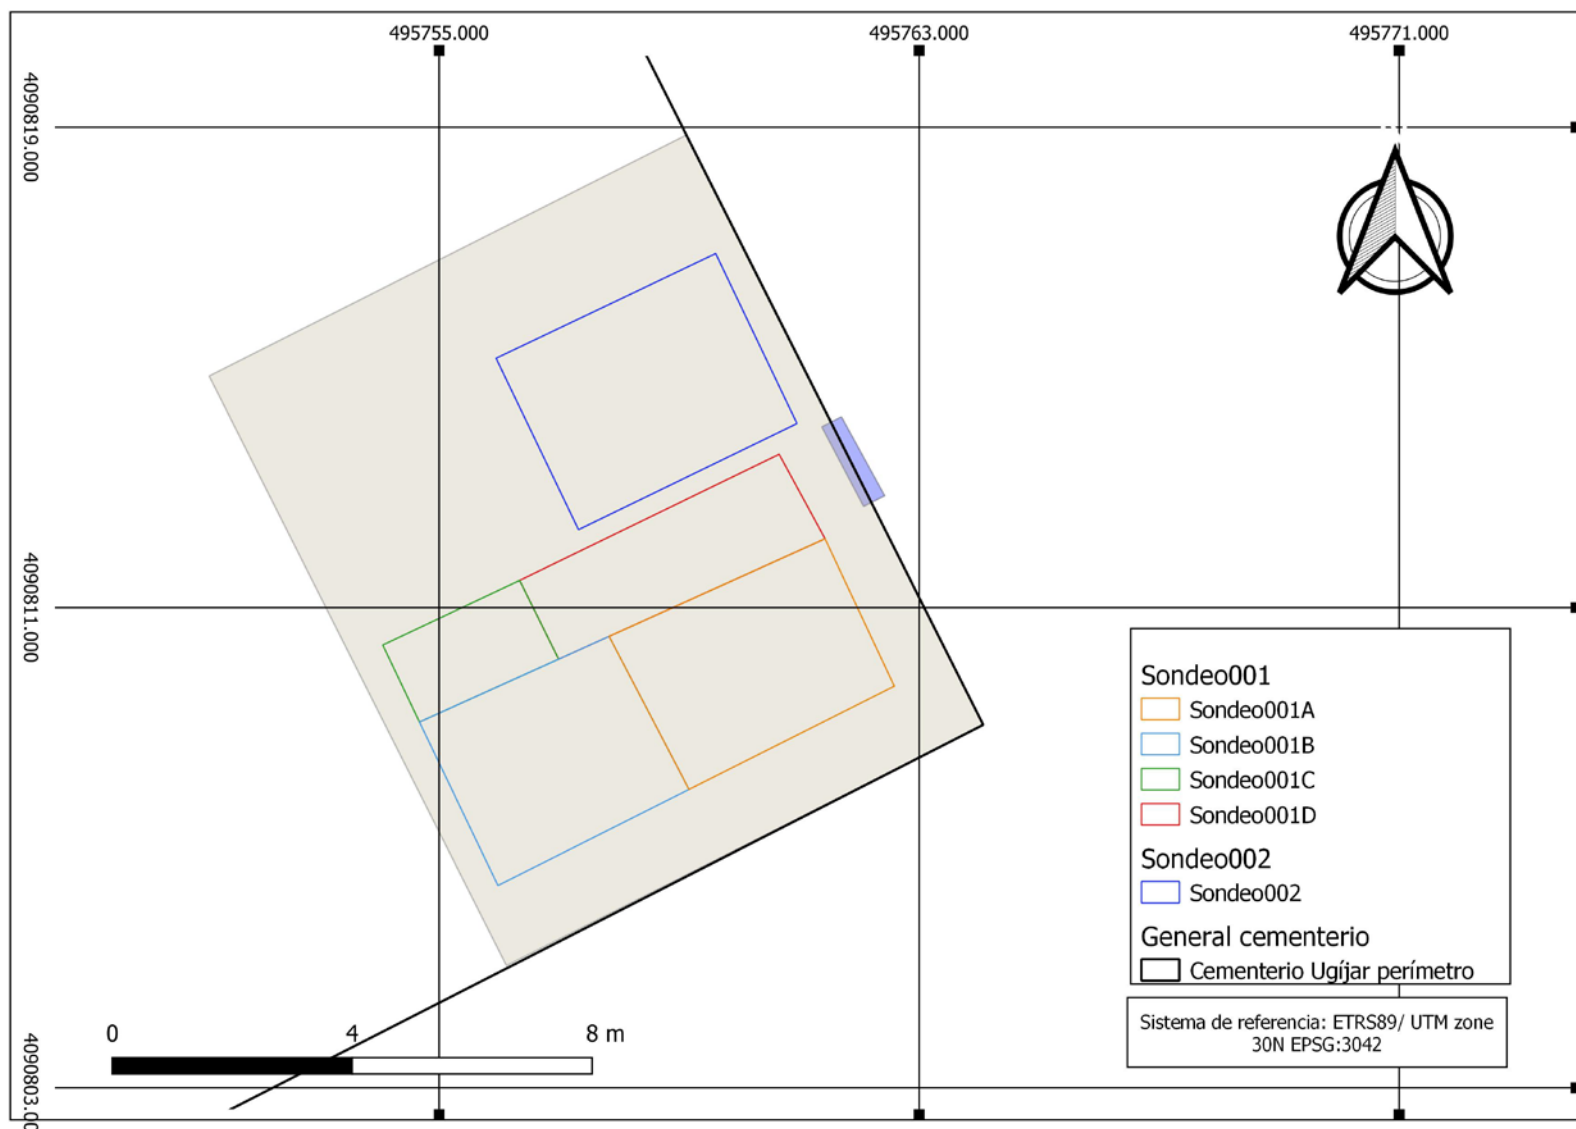 495755.000
495763.000
495771.000
4090819.000
4090811.000
4090803.00
Sondeo001
Sondeo001A
Sondeo001B
Sondeo001C
Sondeo001D
Sondeo002
Sondeo002
General cementerio
Cementerio Ugíjar perímetro
Sistema de referencia: ETRS89/ UTM zone
30N EPSG:3042
0 4 8 m